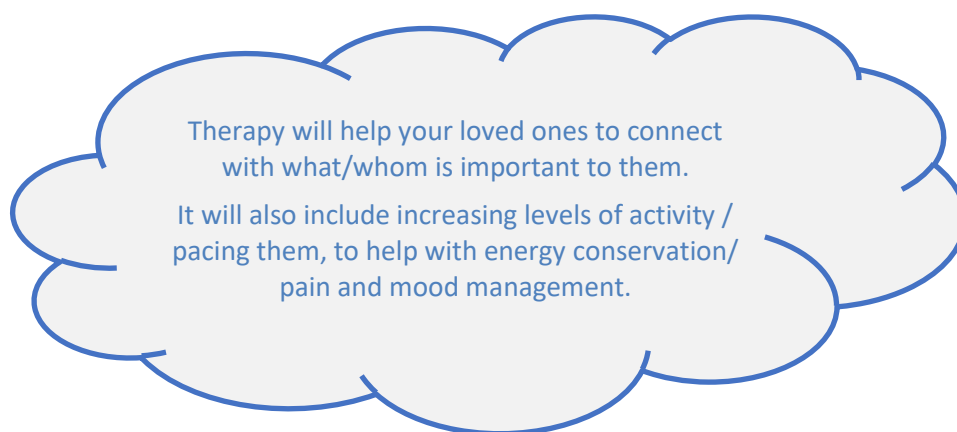 Therapy will help your loved ones to connect
with what/whom is important to them.
It will also include increasing levels of activity /
pacing them, to help with energy conservation/
pain and mood management.